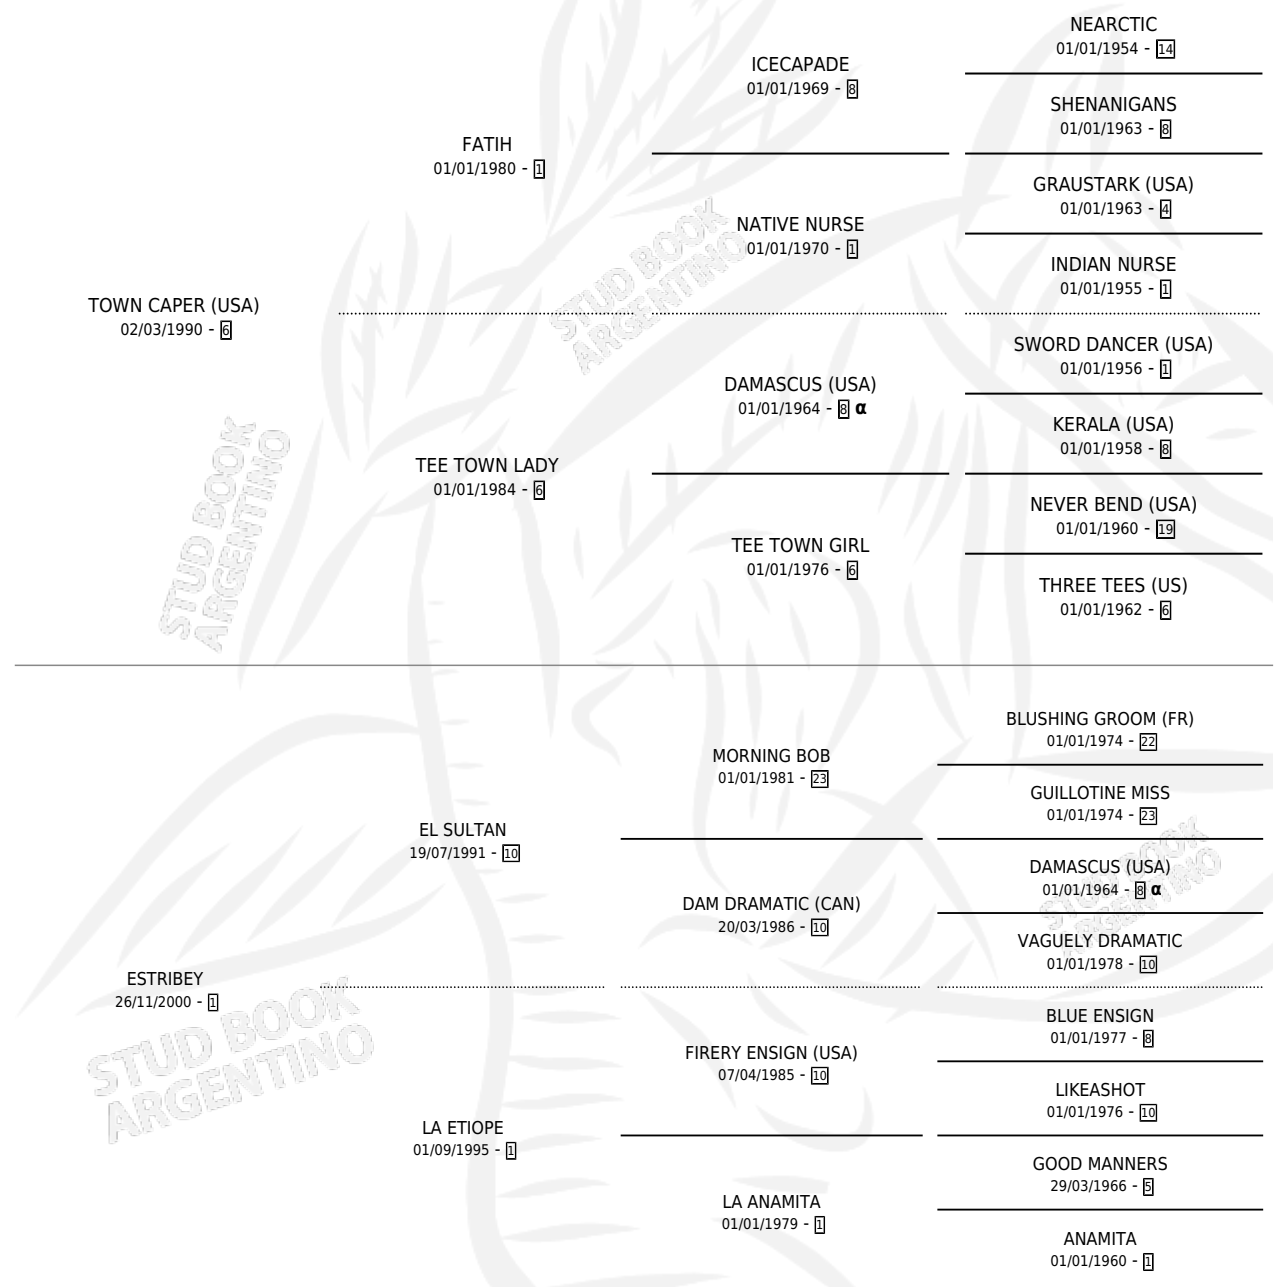 NEARCTIC
01/01/1954 - 14
ICECAPADE
01/01/1969 - 8
SHENANIGANS
01/01/1963 - 8
FATIH
01/01/1980 - 1
GRAUSTARK (USA)
01/01/1963 - 4
NATIVE NURSE
01/01/1970 - 1
INDIAN NURSE
01/01/1955 - 1
TOWN CAPER (USA)
02/03/1990 - 6
SWORD DANCER (USA)
01/01/1956 - 1
DAMASCUS (USA)
01/01/1964 - 8 α
KERALA (USA)
01/01/1958 - 8
TEE TOWN LADY
01/01/1984 - 6
NEVER BEND (USA)
01/01/1960 - 19
TEE TOWN GIRL
01/01/1976 - 6
THREE TEES (US)
01/01/1962 - 6
BLUSHING GROOM (FR)
01/01/1974 - 22
MORNING BOB
01/01/1981 - 23
GUILLOTINE MISS
01/01/1974 - 23
EL SULTAN
19/07/1991 - 10
DAMASCUS (USA)
01/01/1964 - 8 α
DAM DRAMATIC (CAN)
20/03/1986 - 10
VAGUELY DRAMATIC
01/01/1978 - 10
ESTRIBEY
26/11/2000 - 1
BLUE ENSIGN
01/01/1977 - 8
FIRERY ENSIGN (USA)
07/04/1985 - 10
LIKEASHOT
01/01/1976 - 10
LA ETIOPE
01/09/1995 - 1
GOOD MANNERS
29/03/1966 - 5
LA ANAMITA
01/01/1979 - 1
ANAMITA
01/01/1960 - 1
STUD BOOK
ARGENTINO
STUD BOOK
ARGENTINO
STUD BOOK
ARGENTINO
STUD BOOK
ARGENTINO